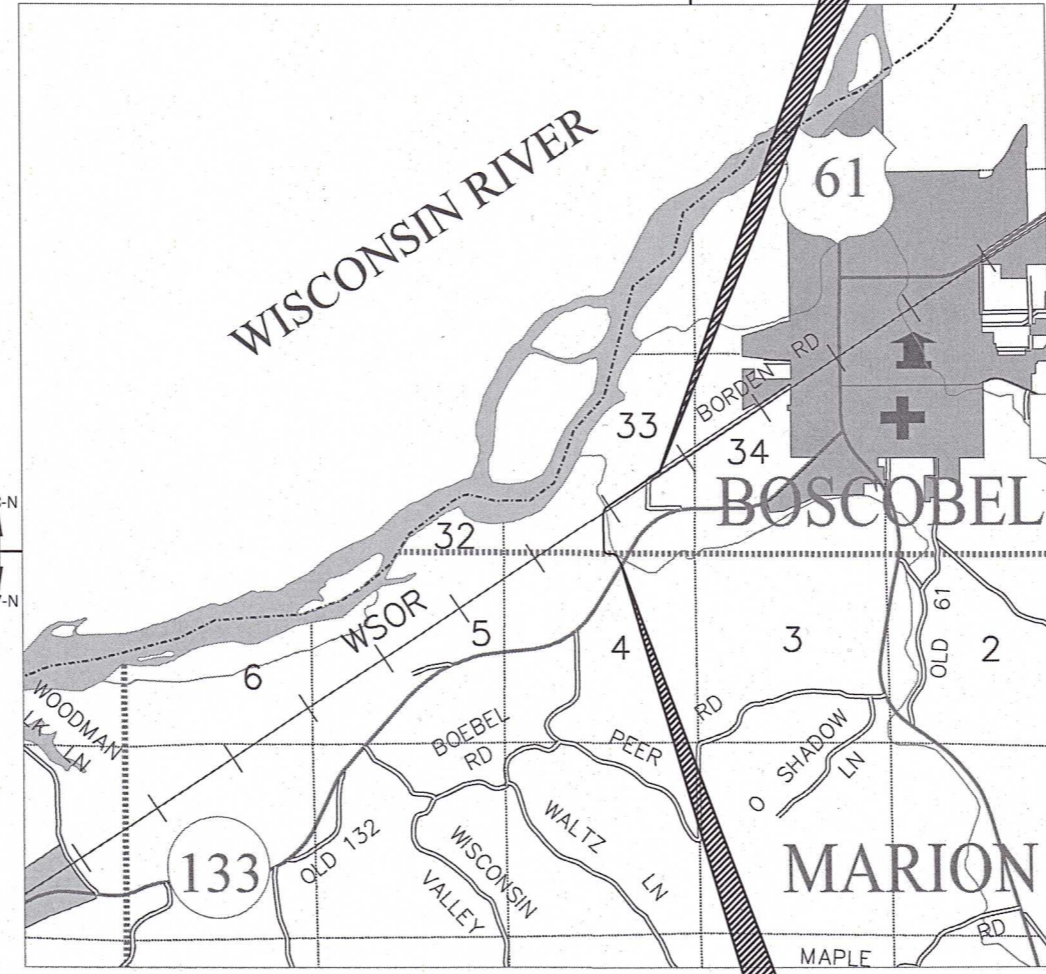 WISCONSIN RIVER
61
BORDEN RD
33
34
BOSCOBEL
-N
32
-N
WSOR
5
4
3
OLD 61
2
6
WOODMAN
LK LN
BOEBEL
RD
PEER
RD
O SHADOW
LN
133
OLD 132
WISCONSIN
VALLEY
WALTZ
LN
MARION
RD
MAPLE